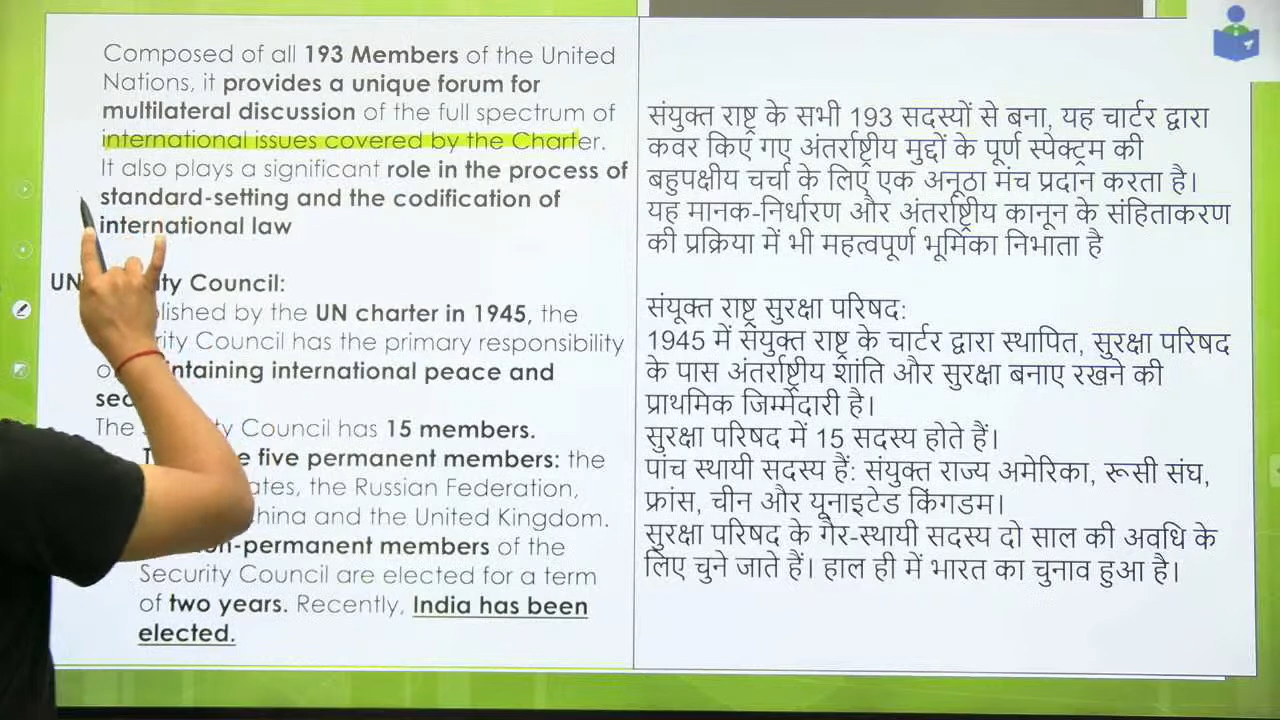 Composed of all 193 Members of the United
Nations, it provides a unique forum for
multilateral discussion of the full spectrum of
international issues covered by the Charter.
It also plays a significant role in the process of
standard-setting and the codification of
international law
UN ty Council:
lished by the UN charter in 1945, the
rity Council has the primary responsibility
o intaining international peace and
sec
The S y Council has 15 members.
T e five permanent members: the
ates, the Russian Federation,
hina and the United Kingdom.
n-permanent members of the
Security Council are elected for a term
of two years. Recently, India has been
elected.
संयुक्त राष्ट्र के सभी 193 सदस्यों से बना, यह चार्टर द्वारा
कवर किए गए अंतर्राष्ट्रीय मुद्दों के पूर्ण स्पेक्ट्रम की
बहुपक्षीय चर्चा के लिए एक अनूठा मंच प्रदान करता है।
यह मानक-निर्धारण और अंतर्राष्ट्रीय कानून के संहिताकरण
की प्रक्रिया में भी महत्वपूर्ण भूमिका निभाता है
संयूक्त राष्ट्र सुरक्षा परिषद:
1945 में संयुक्त राष्ट्र के चार्टर द्वारा स्थापित, सुरक्षा परिषद
के पास अंतर्राष्ट्रीय शांति और सुरक्षा बनाए रखने की
प्राथमिक जिम्मेदारी है।
सुरक्षा परिषद में 15 सदस्य होते हैं।
पांच स्थायी सदस्य हैं: संयुक्त राज्य अमेरिका, रूसी संघ,
फ्रांस, चीन और यूनाइटेड किंगडम।
सुरक्षा परिषद के गैर-स्थायी सदस्य दो साल की अवधि के
लिए चुने जाते हैं। हाल ही में भारत का चुनाव हुआ है।